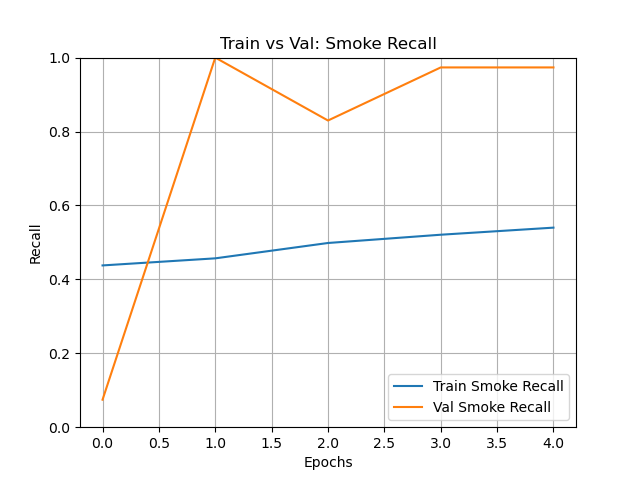 Train vs Val: Smoke Recall
1.0
0.8
0.6
0.4
0.2
0.0
Recall
0.0 0.5 1.0 1.5 2.0 2.5 3.0 3.5 4.0
Epochs
Train Smoke Recall
Val Smoke Recall